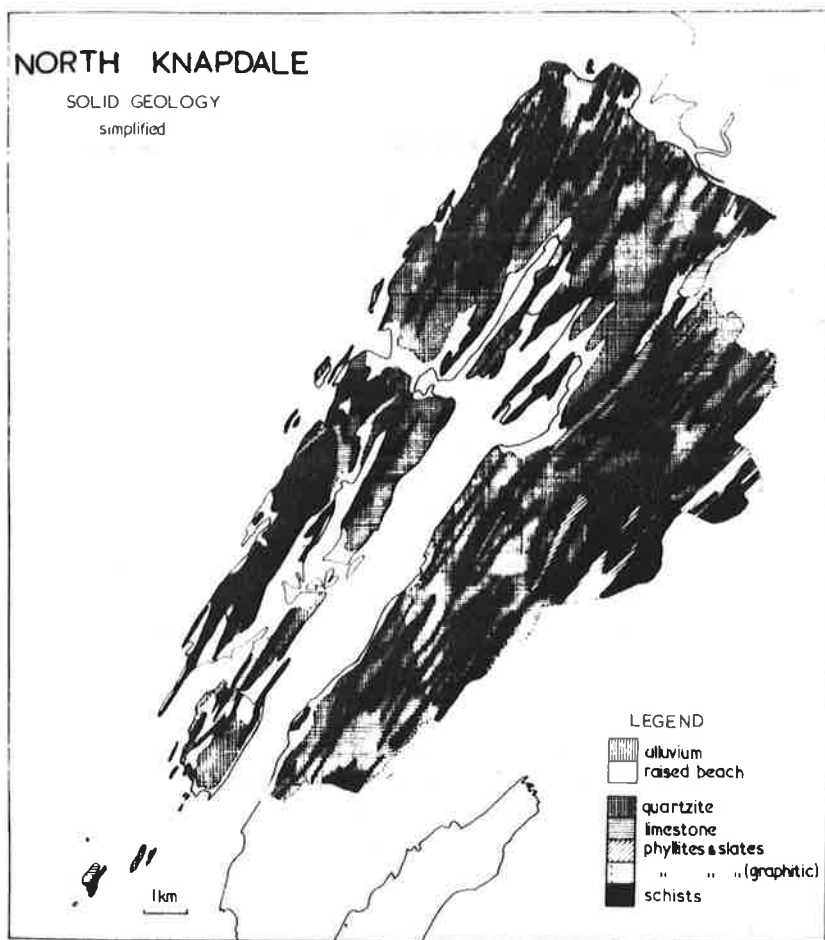 NORTH KNAPDALE
SOLID GEOLOGY
simplified
LEGEND
alluvium
raised beach
quartzite
limestone
phyllites & slates
" " " (graphitic)
schists
1km